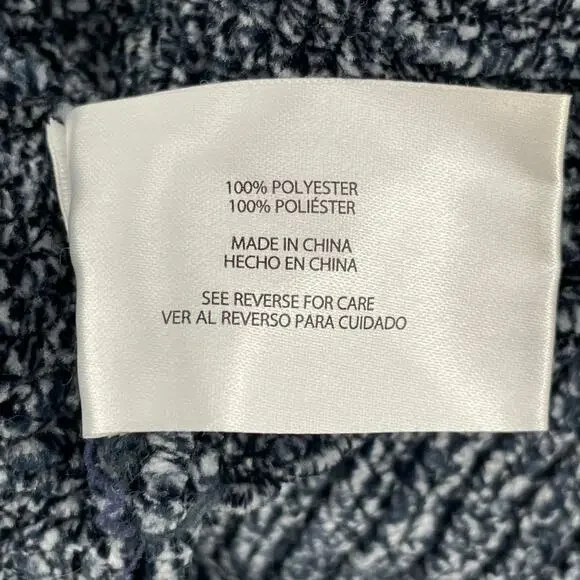 100% POLYESTER
100% POLIÉSTER
MADE IN CHINA
HECHO EN CHINA
SEE REVERSE FOR CARE
VER AL REVERSO PARA CUIDADO